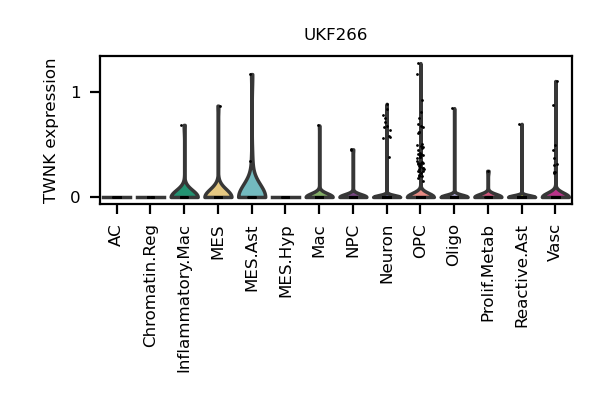 UKF266
TWNK expression
1
0
AC
Chromatin.Reg
Inflammatory.Mac
MES
MES.Ast
MES.Hyp
Mac
NPC
Neuron
OPC
Oligo
Prolif.Metab
Reactive.Ast
Vasc